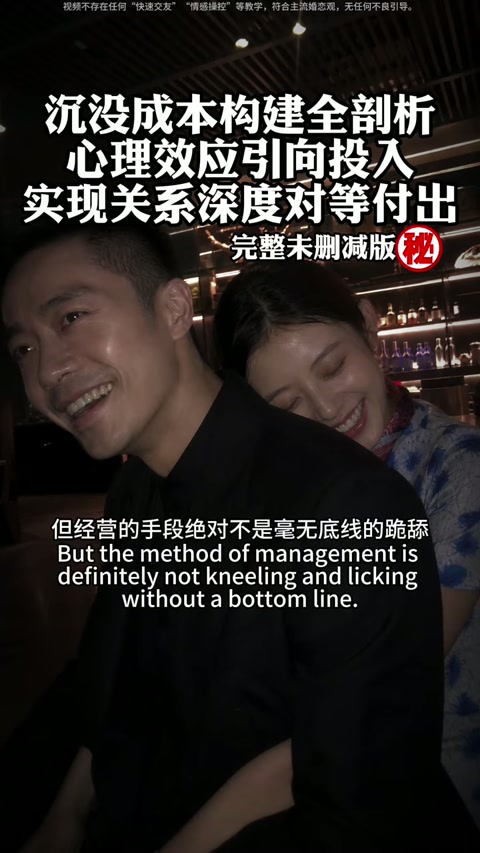 视频不存在任何“快速交友”“情感操控”等教学，符合主流婚恋观，无任何不良引导。
沉没成本构建全剖析
心理效应引向投入
实现关系深度对等付出
完整未删减版 秘
但经营的手段绝对不是毫无底线的跪舔
But the method of management is
definitely not kneeling and licking
without a bottom line.